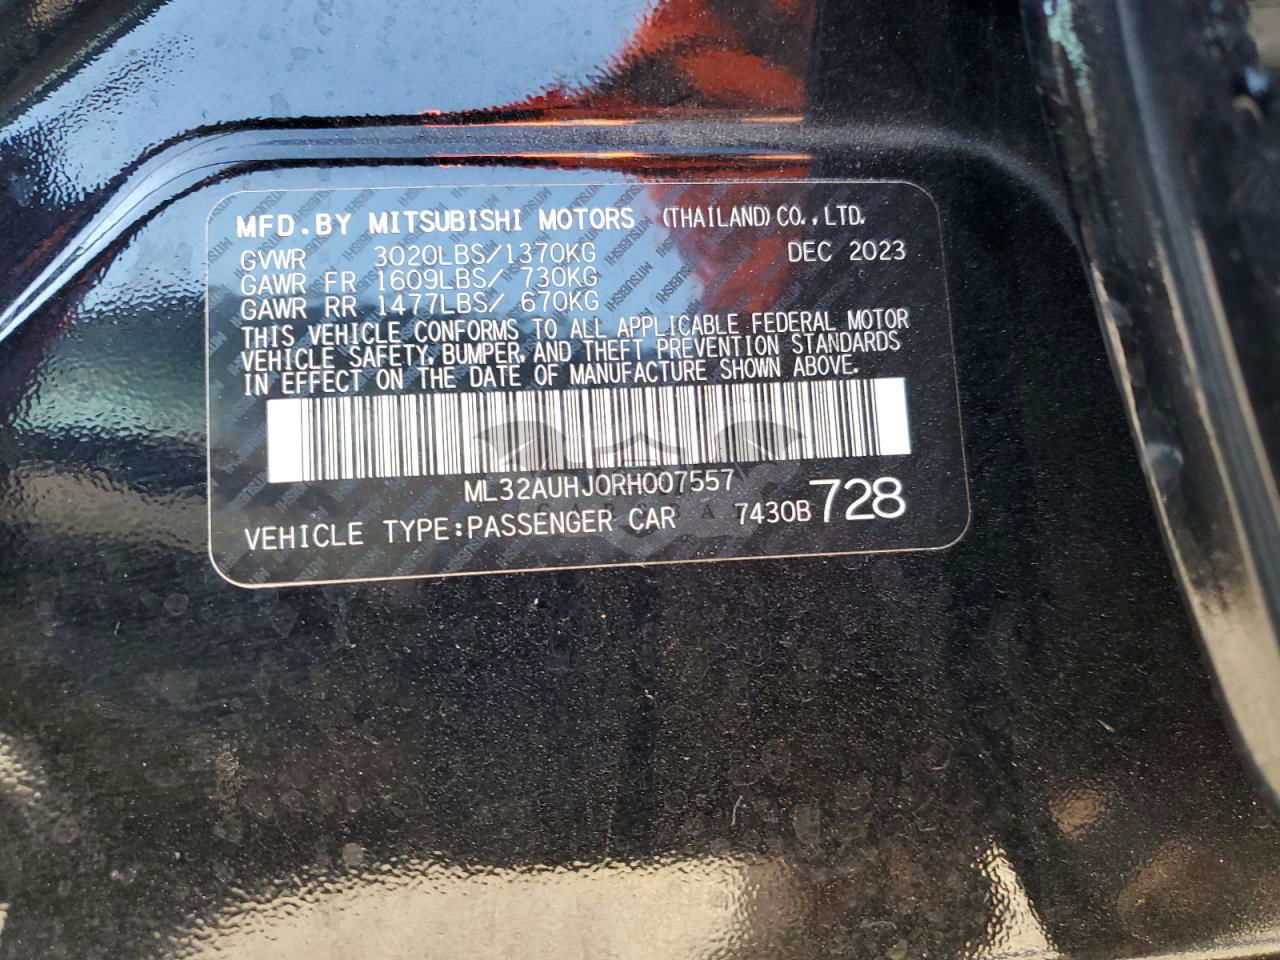 MFD.BY MITSUBISHI MOTORS (THAILAND) CO.,LTD.
GVWR 3020LBS/1370KG DEC 2023
GAWR FR 1609LBS/ 730KG
GAWR RR 1477LBS/ 670KG
THIS VEHICLE CONFORMS TO ALL APPLICABLE FEDERAL MOTOR
VEHICLE SAFETY, BUMPER, AND THEFT PREVENTION STANDARDS
IN EFFECT ON THE DATE OF MANUFACTURE SHOWN ABOVE.
ML32AUHJ0RH007557
VEHICLE TYPE:PASSENGER CAR 7430B 728